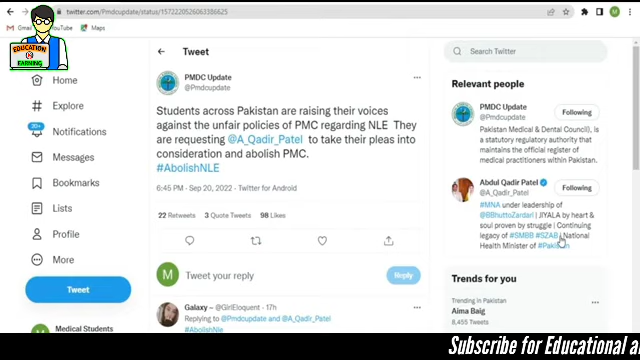 twitter.com/Pmdcupdate/status/1572220526063386625
Gmail
YouTube
Maps
EDUCATION
N
EARNING
Home
Explore
20+
Notifications
Messages
Bookmarks
Lists
Profile
More
Tweet
M
Medical Students
Tweet
PMDC Update
@Pmdcupdate
Students across Pakistan are raising their voices
against the unfair policies of PMC regarding NLE They
are requesting @A_Qadir_Patel to take their pleas into
consideration and abolish PMC.
#AbolishNLE
6:45 PM · Sep 20, 2022 · Twitter for Android
22 Retweets 3 Quote Tweets 98 Likes
M
Tweet your reply
Reply
Galaxy – @GirlEloquent · 17h
Replying to @Pmdcupdate and @A_Qadir_Patel
#AbolishNle
Search Twitter
Relevant people
PMDC Update
@Pmdcupdate
Following
Pakistan Medical & Dental Council), is
a statutory regulatory authority that
maintains the official register of
medical practitioners within Pakistan.
Abdul Qadir Patel
@A_Qadir_Patel
Following
#MNA under leadership of
@BBhuttoZardari | JIYALA by heart &
soul proven by struggle | Continuing
legacy of #SMBB #SZAB | National
Health Minister of #Pakistan
Trends for you
Trending in Pakistan
Aima Baig
8,455 Tweets
Subscribe for Educational a